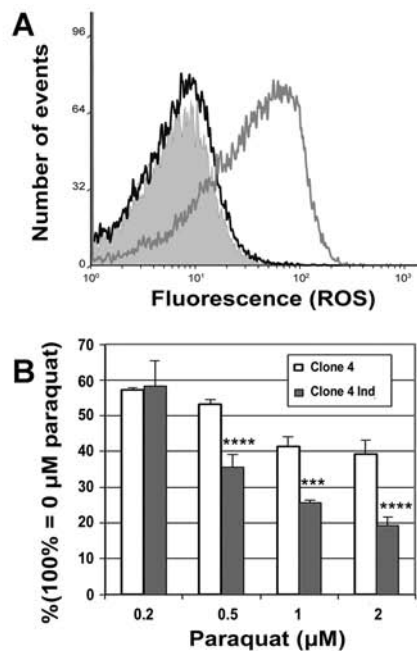 A
Number of events
96
64
32
0
10⁰
10¹
10²
10³
Fluorescence (ROS)
B
%(100% = 0 µM paraquat)
70
60
50
40
30
20
10
0
Clone 4
Clone 4 Ind
****
***
****
0.2
0.5
1
2
Paraquat (µM)